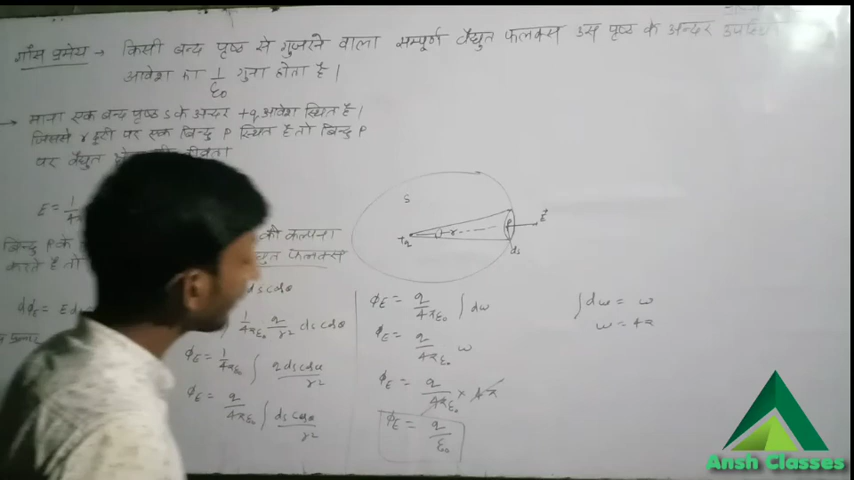 गॉस प्रमेय → किसी बन्द पृष्ठ से गुजरने वाला सम्पूर्ण वैद्युत फलक्स उस पृष्ठ के अन्दर
आवेश का 1/ε₀ गुना होता है।
→ माना एक बन्द पृष्ठ S के अन्दर +q आवेश स्थित है।
जिससे r दूरी पर एक बिन्दु P स्थित है तो बिन्दु P
पर वैद्युत
E = 1/4π
बिन्दु P के की कल्पना
करते है तो वैद्युत फलक्स
ds cosθ
dΦE = E ds
1/4πε₀ q/r² ds cosθ
ΦE = 1/4πε₀ ∫ q ds cosθ/r²
ΦE = q/4πε₀ ∫ ds cosθ/r²
S
+q
ω
r
P
E
ds
ΦE = q/4πε₀ ∫dω
ΦE = q/4πε₀ ω
ΦE = q/4πε₀ × 4π
ΦE = q/ε₀
∫dω = ω
ω = 4π
Ansh Classes